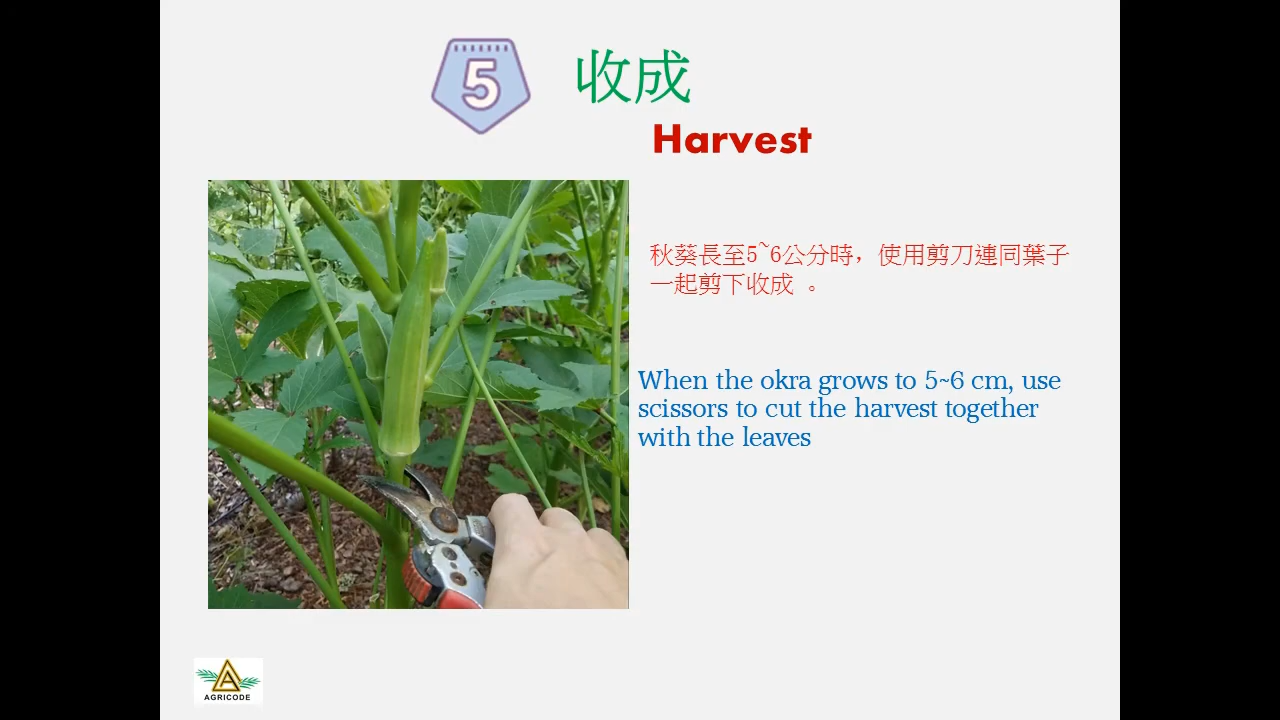 5
收成
Harvest
秋葵長至5~6公分時，使用剪刀連同葉子
一起剪下收成 。
When the okra grows to 5~6 cm, use
scissors to cut the harvest together
with the leaves
A
AGRICODE